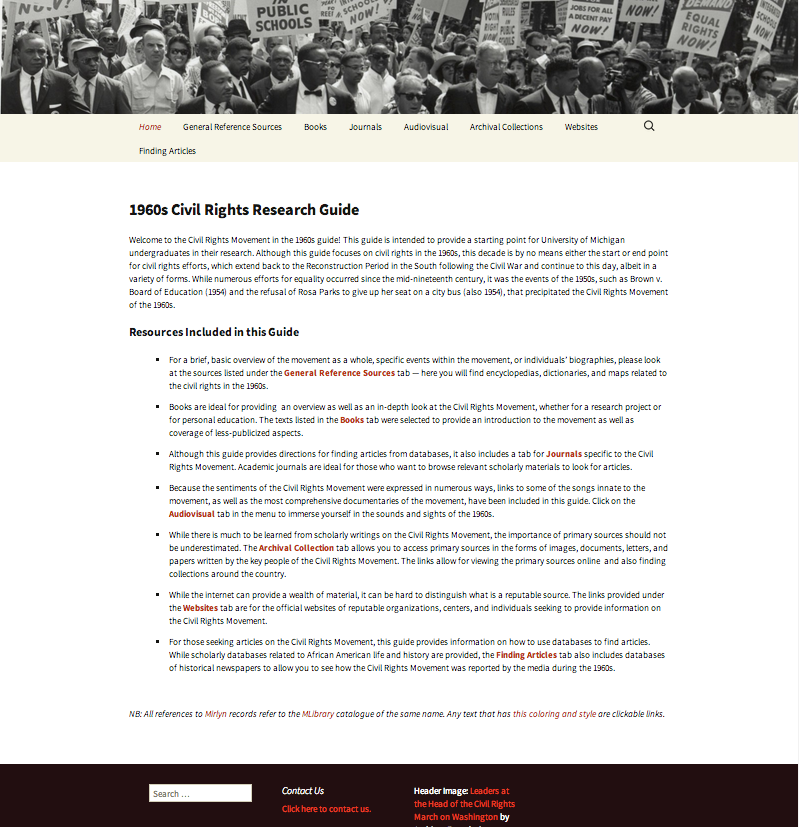 NOW!
IN
PUBLIC
SCHOOLS
SCHOOLS
NOW!
VOTING
RIGHTS
RULES
PUBLIC
JOBS FOR ALL
A DECENT PAY
NOW!
NOW!
DEMAND
EQUAL
RIGHTS
NOW!
SCHOOLS
NOW!
Home General Reference Sources Books Journals Audiovisual Archival Collections Websites
Finding Articles
1960s Civil Rights Research Guide
Welcome to the Civil Rights Movement in the 1960s guide! This guide is intended to provide a starting point for University of Michigan
undergraduates in their research. Although this guide focuses on civil rights in the 1960s, this decade is by no means either the start or end point
for civil rights efforts, which extend back to the Reconstruction Period in the South following the Civil War and continue to this day, albeit in a
variety of forms. While numerous efforts for equality occurred since the mid-nineteenth century, it was the events of the 1950s, such as Brown v.
Board of Education (1954) and the refusal of Rosa Parks to give up her seat on a city bus (also 1954), that precipitated the Civil Rights Movement
of the 1960s.
Resources Included in this Guide
For a brief, basic overview of the movement as a whole, specific events within the movement, or individuals' biographies, please look
at the sources listed under the General Reference Sources tab — here you will find encyclopedias, dictionaries, and maps related to
the civil rights in the 1960s.
Books are ideal for providing an overview as well as an in-depth look at the Civil Rights Movement, whether for a research project or
for personal education. The texts listed in the Books tab were selected to provide an introduction to the movement as well as
coverage of less-publicized aspects.
Although this guide provides directions for finding articles from databases, it also includes a tab for Journals specific to the Civil
Rights Movement. Academic journals are ideal for those who want to browse relevant scholarly materials to look for articles.
Because the sentiments of the Civil Rights Movement were expressed in numerous ways, links to some of the songs innate to the
movement, as well as the most comprehensive documentaries of the movement, have been included in this guide. Click on the
Audiovisual tab in the menu to immerse yourself in the sounds and sights of the 1960s.
While there is much to be learned from scholarly writings on the Civil Rights Movement, the importance of primary sources should not
be underestimated. The Archival Collection tab allows you to access primary sources in the forms of images, documents, letters, and
papers written by the key people of the Civil Rights Movement. The links allow for viewing the primary sources online and also finding
collections around the country.
While the internet can provide a wealth of material, it can be hard to distinguish what is a reputable source. The links provided under
the Websites tab are for the official websites of reputable organizations, centers, and individuals seeking to provide information on
the Civil Rights Movement.
For those seeking articles on the Civil Rights Movement, this guide provides information on how to use databases to find articles.
While scholarly databases related to African American life and history are provided, the Finding Articles tab also includes databases
of historical newspapers to allow you to see how the Civil Rights Movement was reported by the media during the 1960s.
NB: All references to Mirlyn records refer to the MLibrary catalogue of the same name. Any text that has this coloring and style are clickable links.
Search …
Contact Us
Click here to contact us.
Header Image: Leaders at
the Head of the Civil Rights
March on Washington by